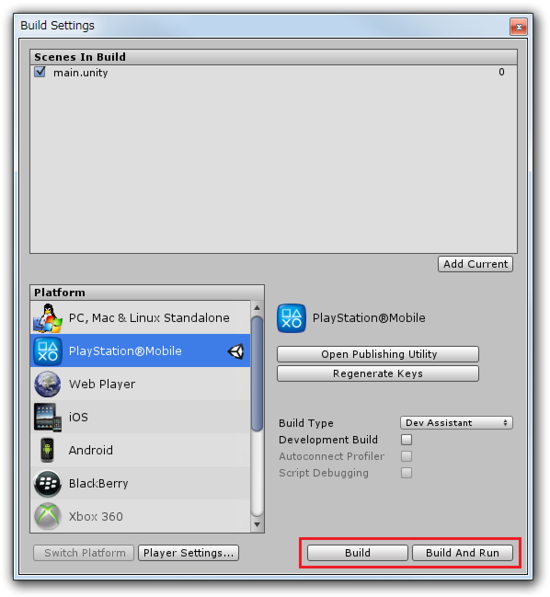 Build Settings
Scenes In Build
main.unity 0
Add Current
Platform
PC, Mac & Linux Standalone
PlayStation®Mobile
Web Player
iOS
Android
BlackBerry
Xbox 360
PlayStation®Mobile
Open Publishing Utility
Regenerate Keys
Build Type Dev Assistant
Development Build
Autoconnect Profiler
Script Debugging
Switch Platform Player Settings... Build Build And Run